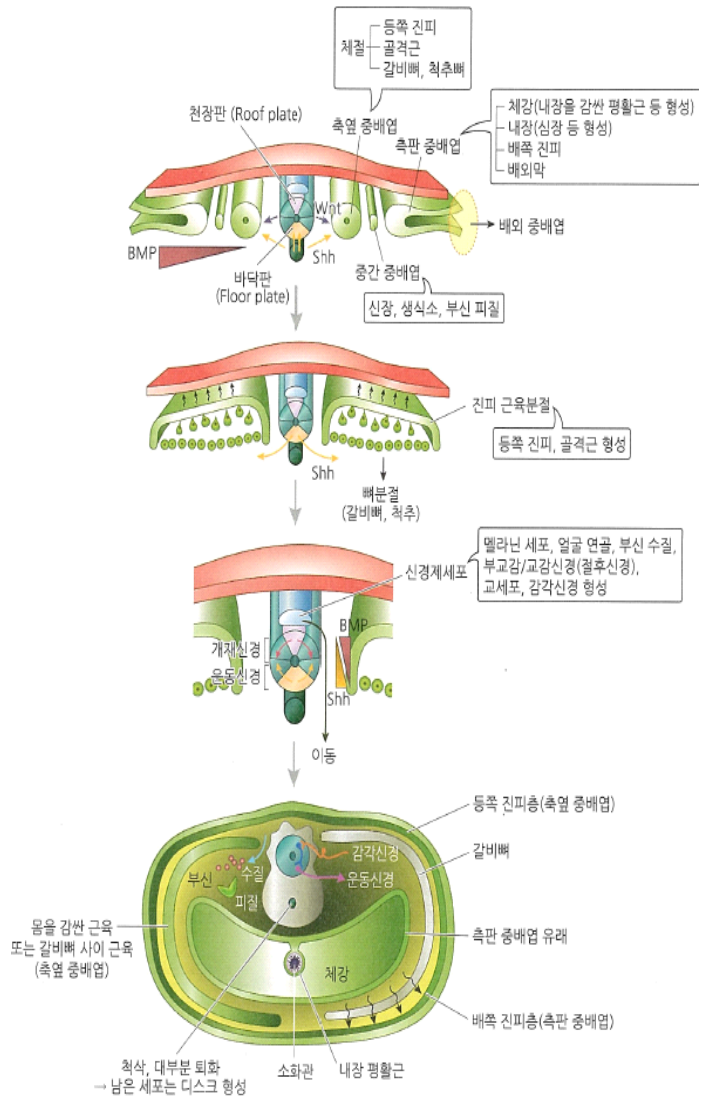 체절
등쪽 진피
골격근
갈비뼈, 척추뼈
천장판 (Roof plate)
축옆 중배엽
측판 중배엽
체강(내장을 감싼 평활근 등 형성)
내장(심장 등 형성)
배쪽 진피
배외막
Wnt
배외 중배엽
BMP
Shh
바닥판
(Floor plate)
중간 중배엽
신장, 생식소, 부신 피질
진피 근육분절
등쪽 진피, 골격근 형성
Shh
뼈분절
(갈비뼈, 척추)
신경제세포
멜라닌 세포, 얼굴 연골, 부신 수질,
부교감/교감신경(절후신경),
교세포, 감각신경 형성
BMP
개재신경
운동신경
Shh
이동
등쪽 진피층(축옆 중배엽)
갈비뼈
감각신경
수질
부신
운동신경
피질
몸을 감싼 근육
또는 갈비뼈 사이 근육
(축옆 중배엽)
측판 중배엽 유래
체강
배쪽 진피층(측판 중배엽)
척삭, 대부분 퇴화
→ 남은 세포는 디스크 형성
소화관
내장 평활근